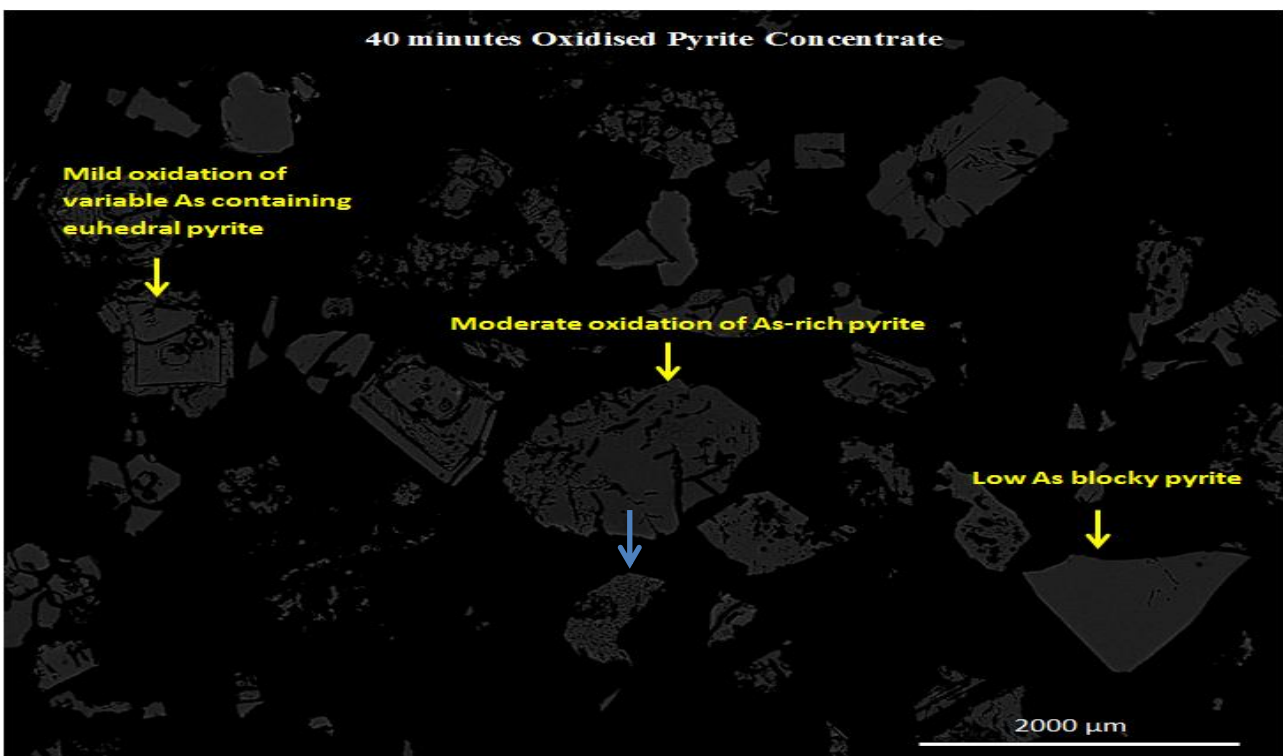 40 minutes Oxidised Pyrite Concentrate
Mild oxidation of
variable As containing
euhedral pyrite
Moderate oxidation of As-rich pyrite
Low As blocky pyrite
2000 µm